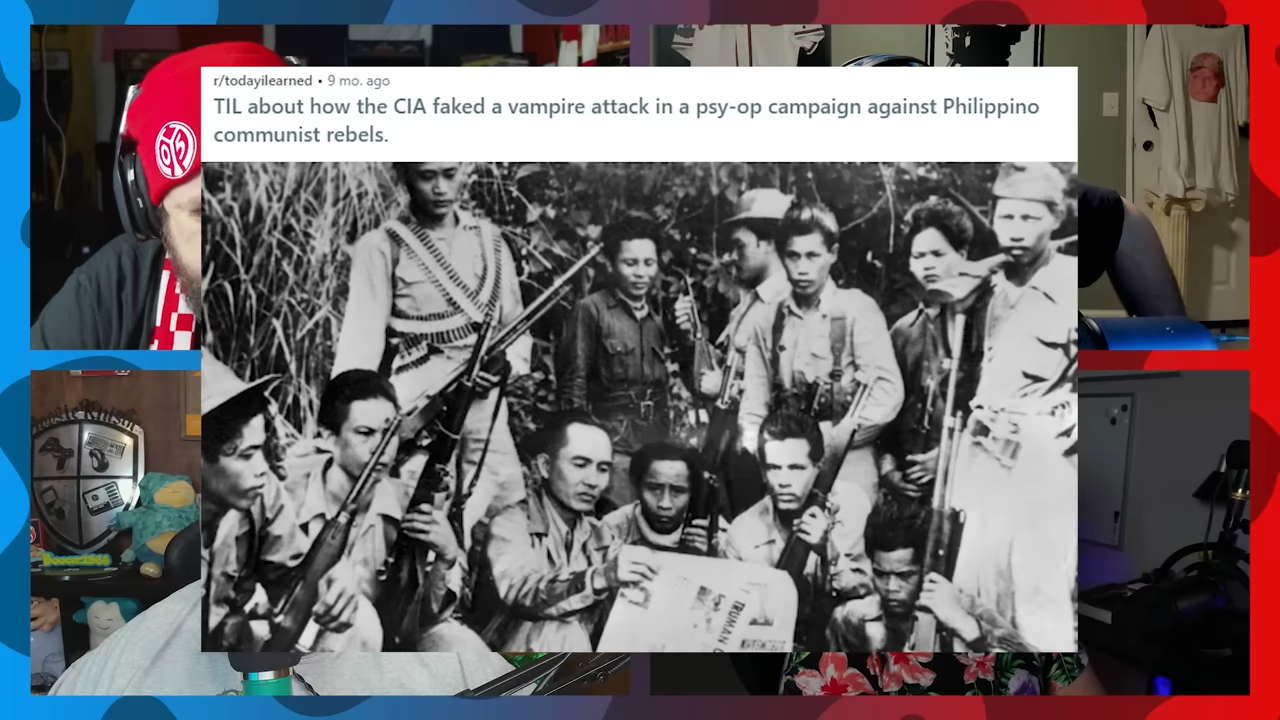 r/todayilearned • 9 mo. ago
TIL about how the CIA faked a vampire attack in a psy-op campaign against Philippino
communist rebels.
TRUMAN